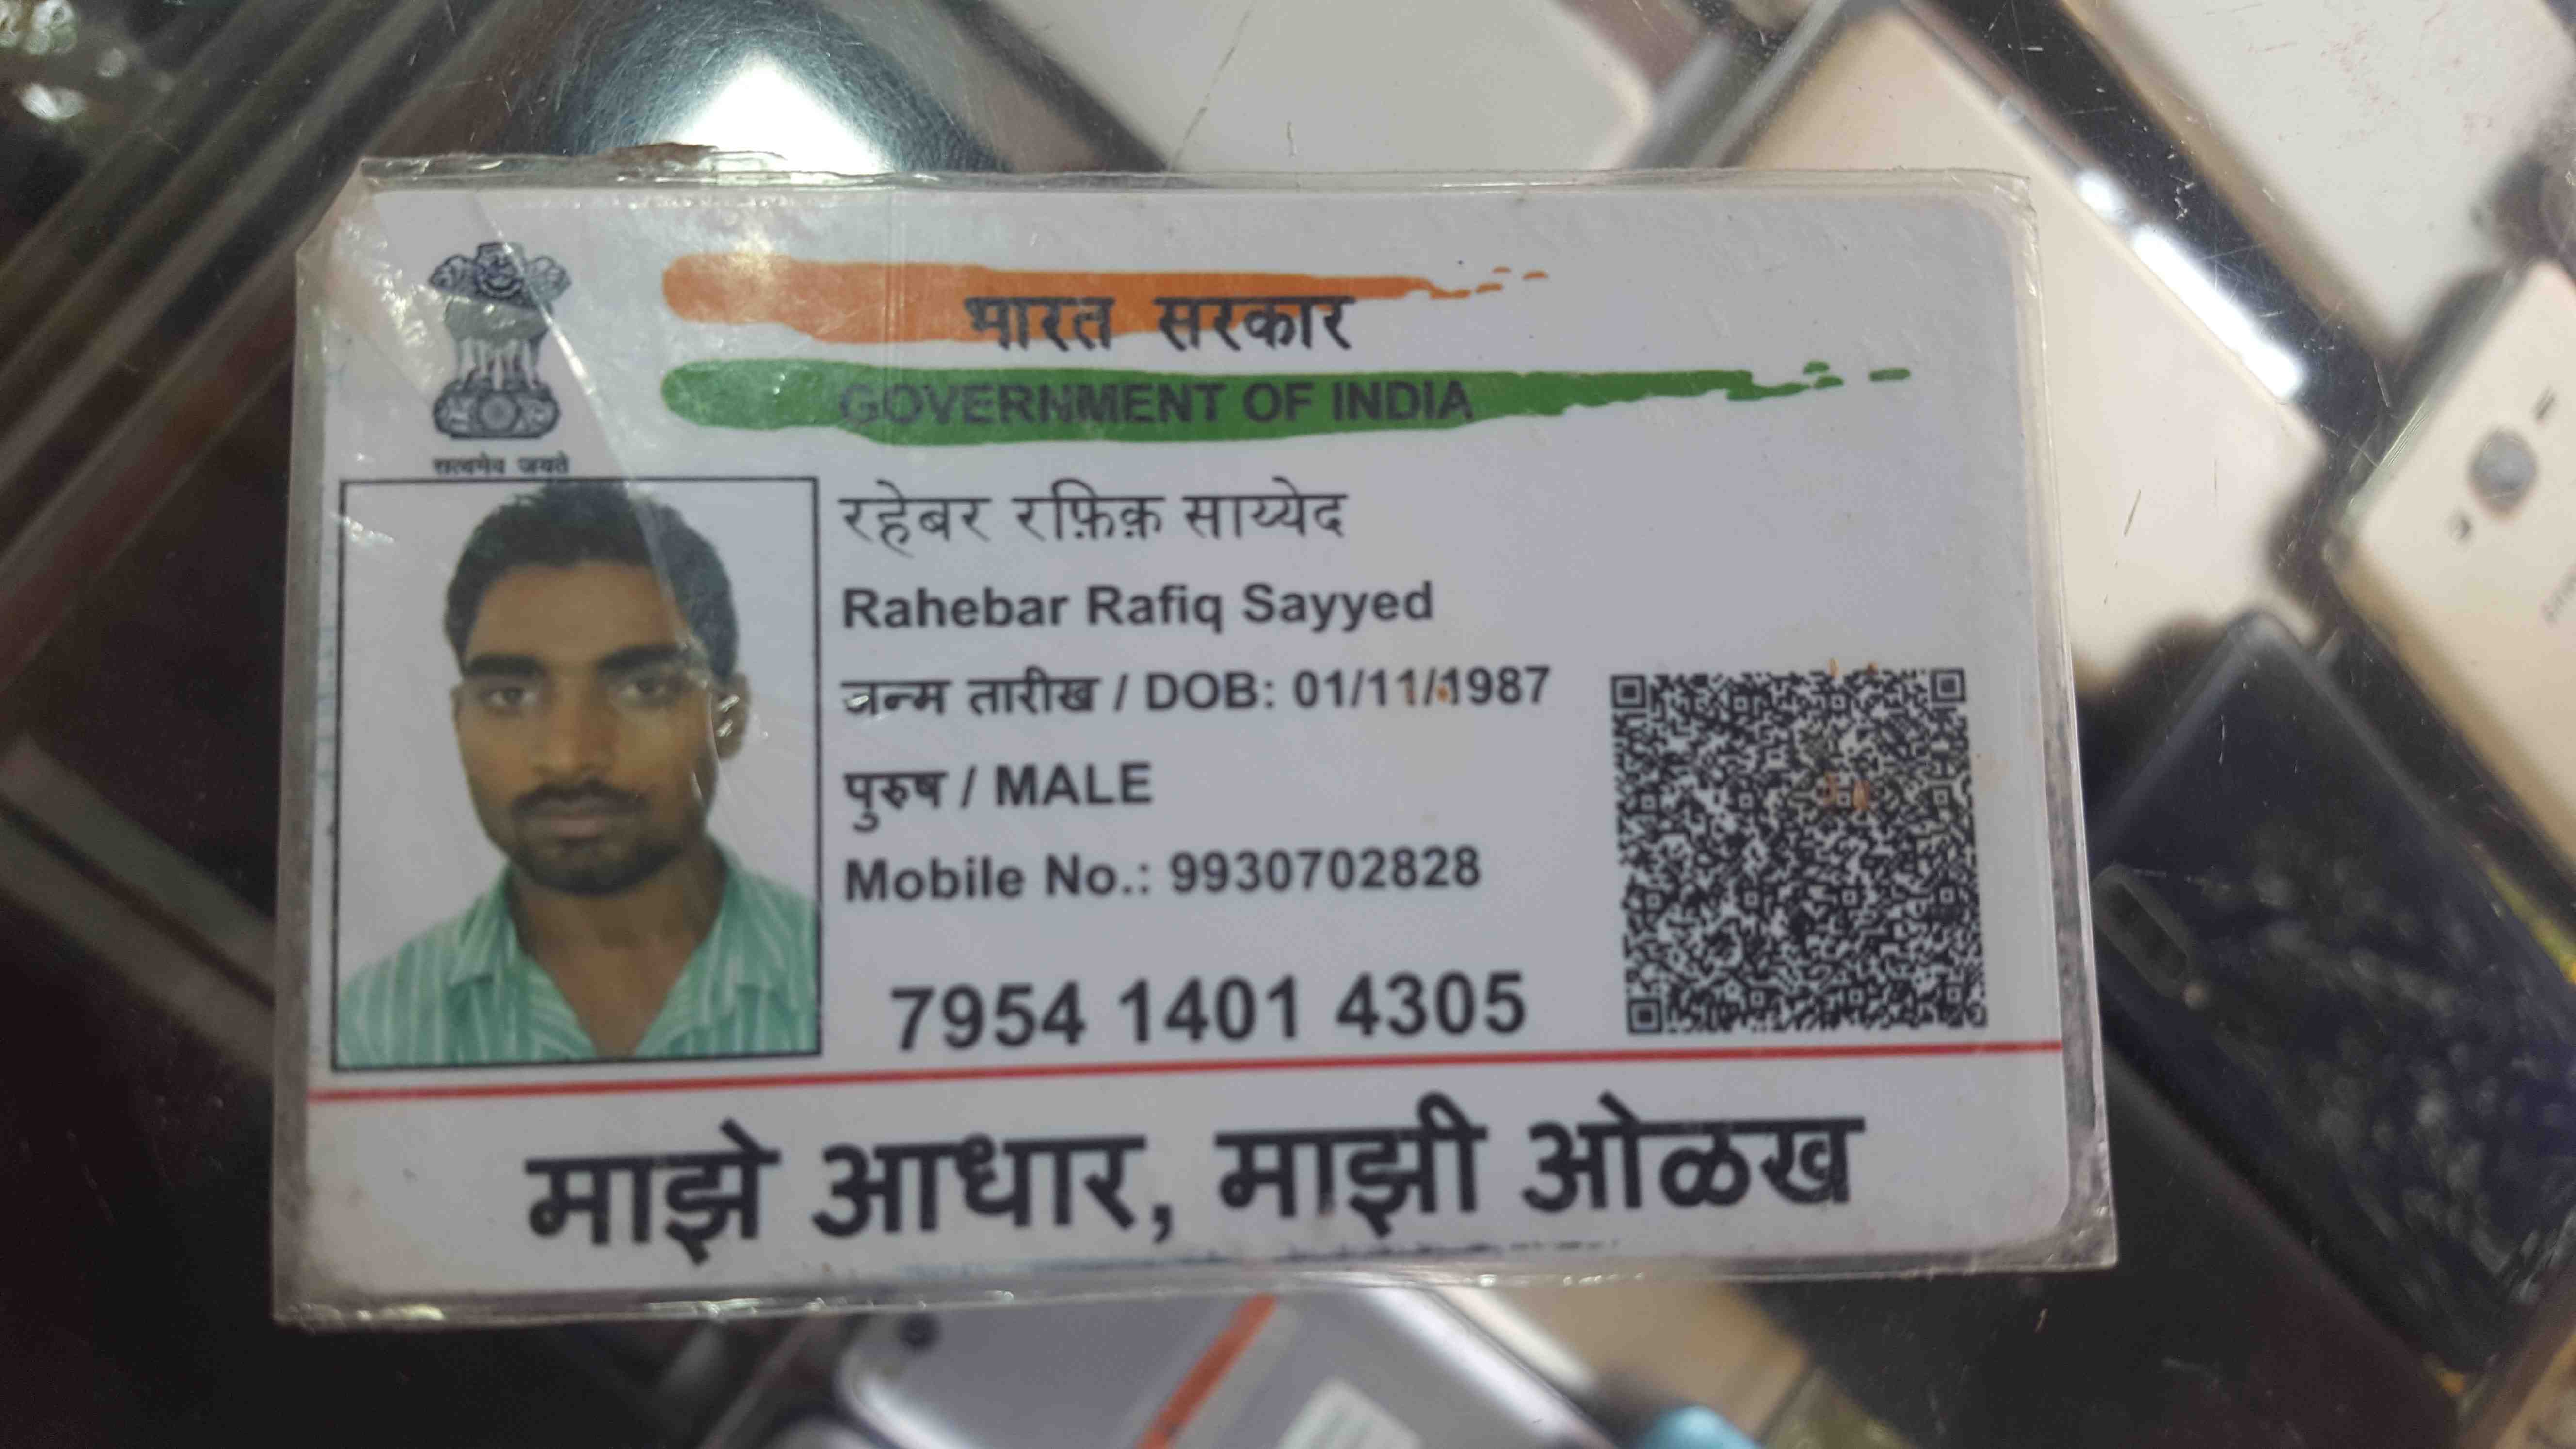 भारत सरकार
GOVERNMENT OF INDIA
सत्यमेव जयते
रहेबर रफ़िक़ साय्येद
Rahebar Rafiq Sayyed
जन्म तारीख / DOB: 01/11/1987
पुरुष / MALE
Mobile No.: 9930702828
7954 1401 4305
माझे आधार, माझी ओळख